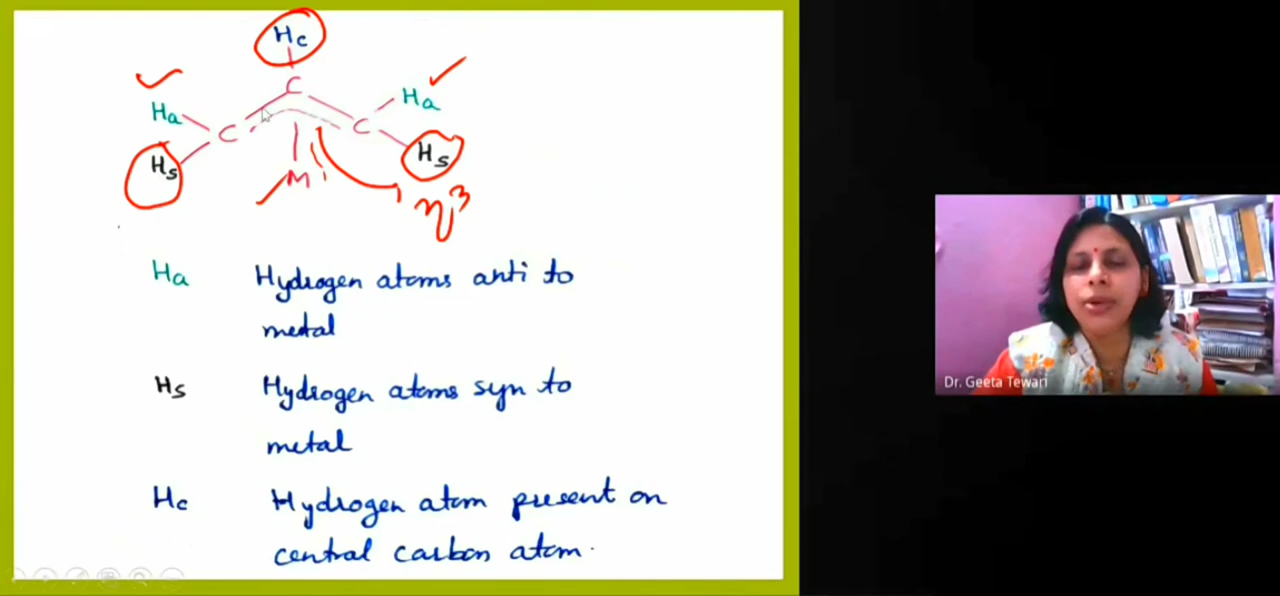 Hc
C
Ha
Ha
C
C
Hs
Hs
M
η³
Ha Hydrogen atoms anti to
metal
Hs Hydrogen atoms syn to
metal
Hc Hydrogen atom present on
central carbon atom.
Dr. Geeta Tewari